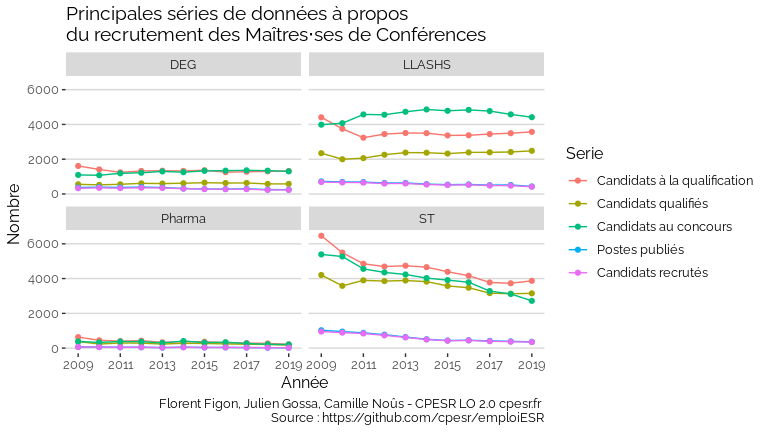 Principales séries de données à propos
du recrutement des Maîtres·ses de Conférences
DEG
LLASHS
6000
4000
2000
0
Pharma
ST
6000
4000
2000
0
2009
2011
2013
2015
2017
2019
2009
2011
2013
2015
2017
2019
Nombre
Année
Serie
Candidats à la qualification
Candidats qualifiés
Candidats au concours
Postes publiés
Candidats recrutés
Florent Figon, Julien Gossa, Camille Noûs - CPESR LO 2.0 cpesr.fr
Source : https://github.com/cpesr/emploiESR